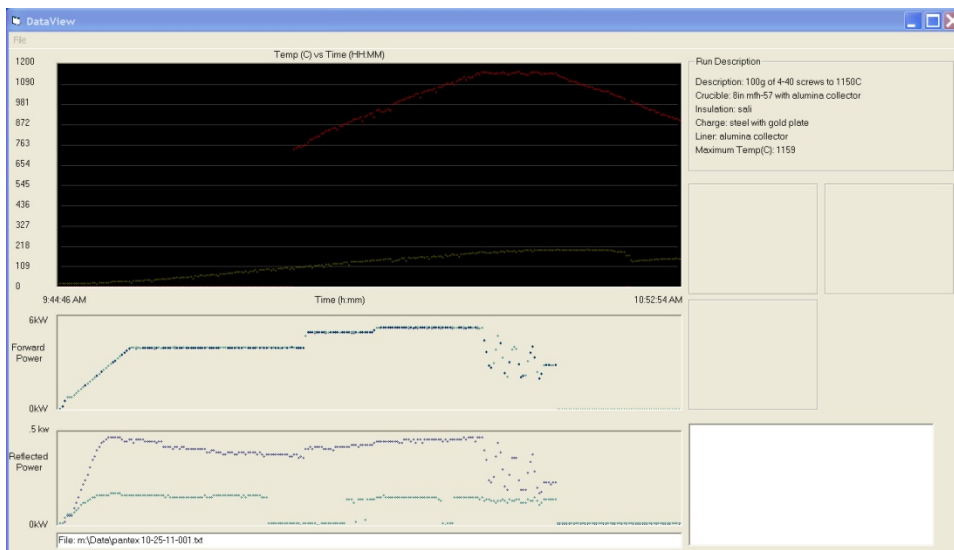 DataView
File
Temp (C) vs Time (HH:MM)
1200
1090
981
872
763
654
545
436
327
218
109
0
9:44:46 AM
Time (h:mm)
10:52:54 AM
6kW
Forward
Power
0kW
.5 kw
Reflected
Power
0kW
File: m:\Data\pantex 10-25-11-001.txt
Run Description
Description: 100g of 4-40 screws to 1150C
Crucible: 8in mfh-57 with alumina collector
Insulation: sali
Charge: steel with gold plate
Liner: alumina collector
Maximum Temp(C): 1159